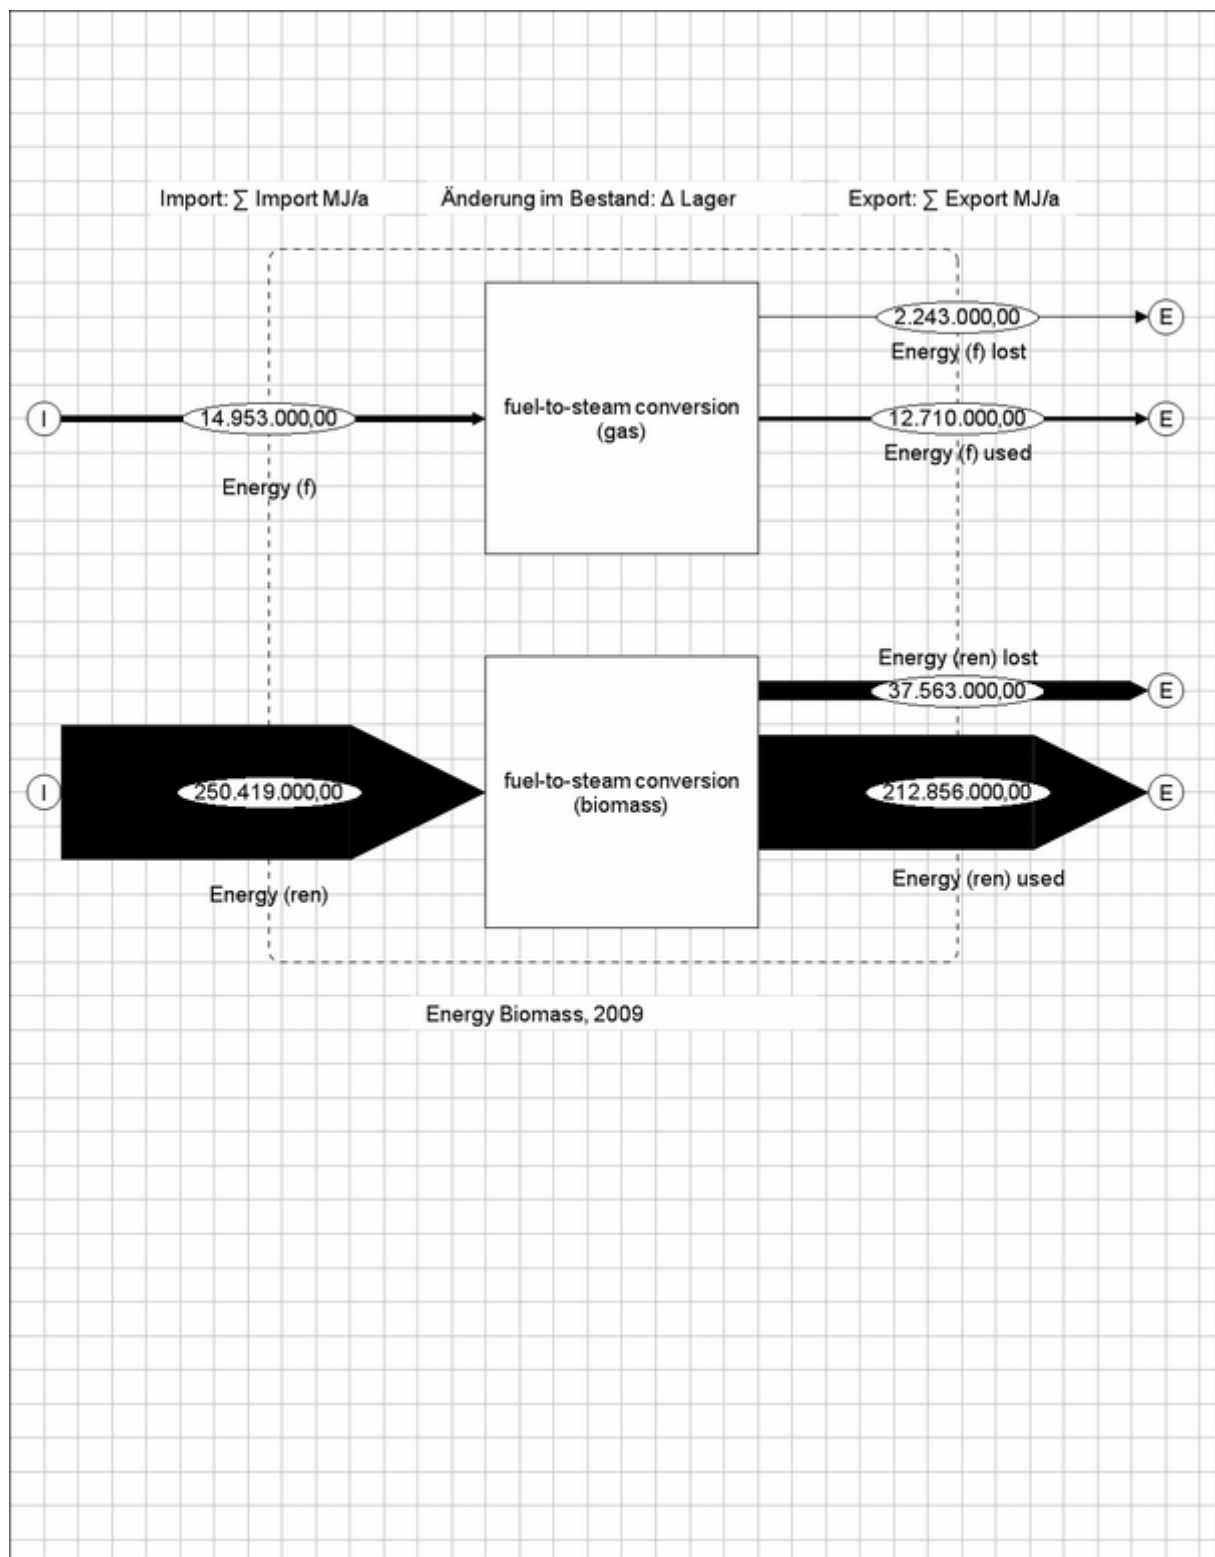 Import: ∑ Import MJ/a
Änderung im Bestand: Δ Lager
Export: ∑ Export MJ/a
2.243.000,00
E
Energy (f) lost
I
14.953.000,00
fuel-to-steam conversion
(gas)
12.710.000,00
E
Energy (f) used
Energy (f)
Energy (ren) lost
37.563.000,00
E
I
250.419.000,00
fuel-to-steam conversion
(biomass)
212.856.000,00
E
Energy (ren)
Energy (ren) used
Energy Biomass, 2009